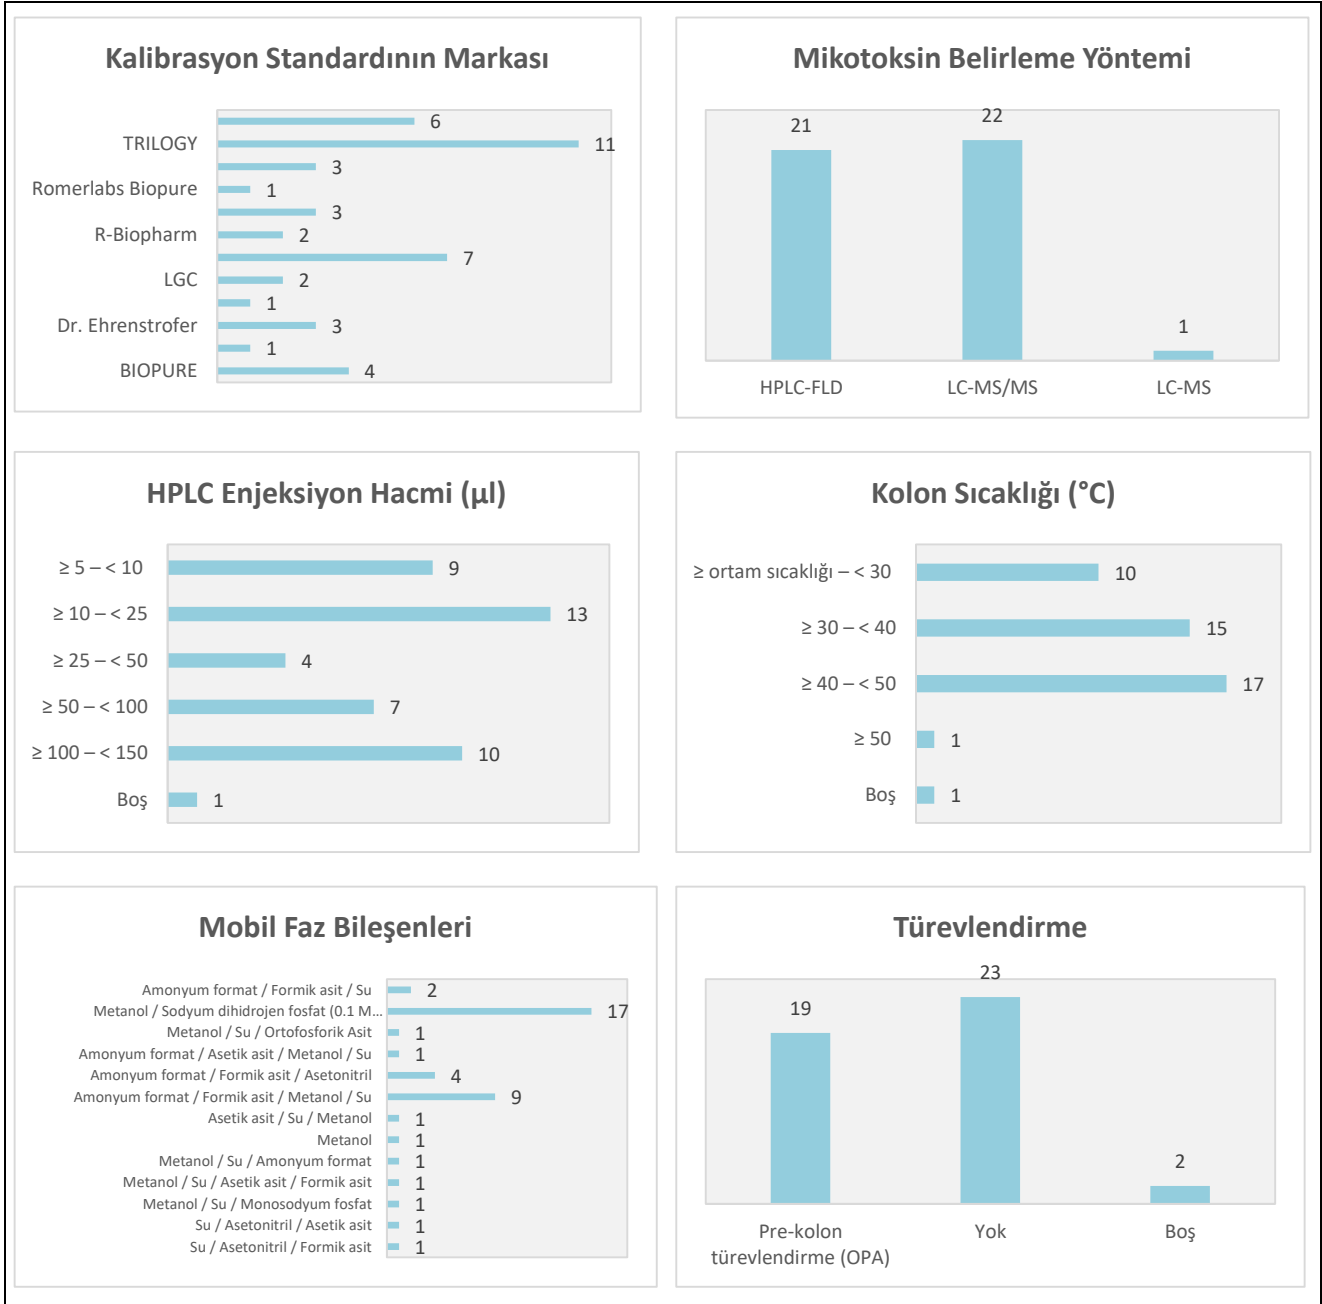 Kalibrasyon Standardının Markası
6
TRILOGY 11
3
Romerlabs Biopure 1
3
R-Biopharm 2
7
LGC 2
1
Dr. Ehrenstrofer 3
1
BIOPURE 4
Mikotoksin Belirleme Yöntemi
21 22 1
HPLC-FLD LC-MS/MS LC-MS
HPLC Enjeksiyon Hacmi (µl)
≥ 5 – < 10 9
≥ 10 – < 25 13
≥ 25 – < 50 4
≥ 50 – < 100 7
≥ 100 – < 150 10
Boş 1
Kolon Sıcaklığı (°C)
≥ ortam sıcaklığı – < 30 10
≥ 30 – < 40 15
≥ 40 – < 50 17
≥ 50 1
Boş 1
Mobil Faz Bileşenleri
Amonyum format / Formik asit / Su 2
Metanol / Sodyum dihidrojen fosfat (0.1 M... 17
Metanol / Su / Ortofosforik Asit 1
Amonyum format / Asetik asit / Metanol / Su 1
Amonyum format / Formik asit / Asetonitril 4
Amonyum format / Formik asit / Metanol / Su 9
Asetik asit / Su / Metanol 1
Metanol 1
Metanol / Su / Amonyum format 1
Metanol / Su / Asetik asit / Formik asit 1
Metanol / Su / Monosodyum fosfat 1
Su / Asetonitril / Asetik asit 1
Su / Asetonitril / Formik asit 1
Türevlendirme
19 23 2
Pre-kolon Yok Boş
türevlendirme (OPA)